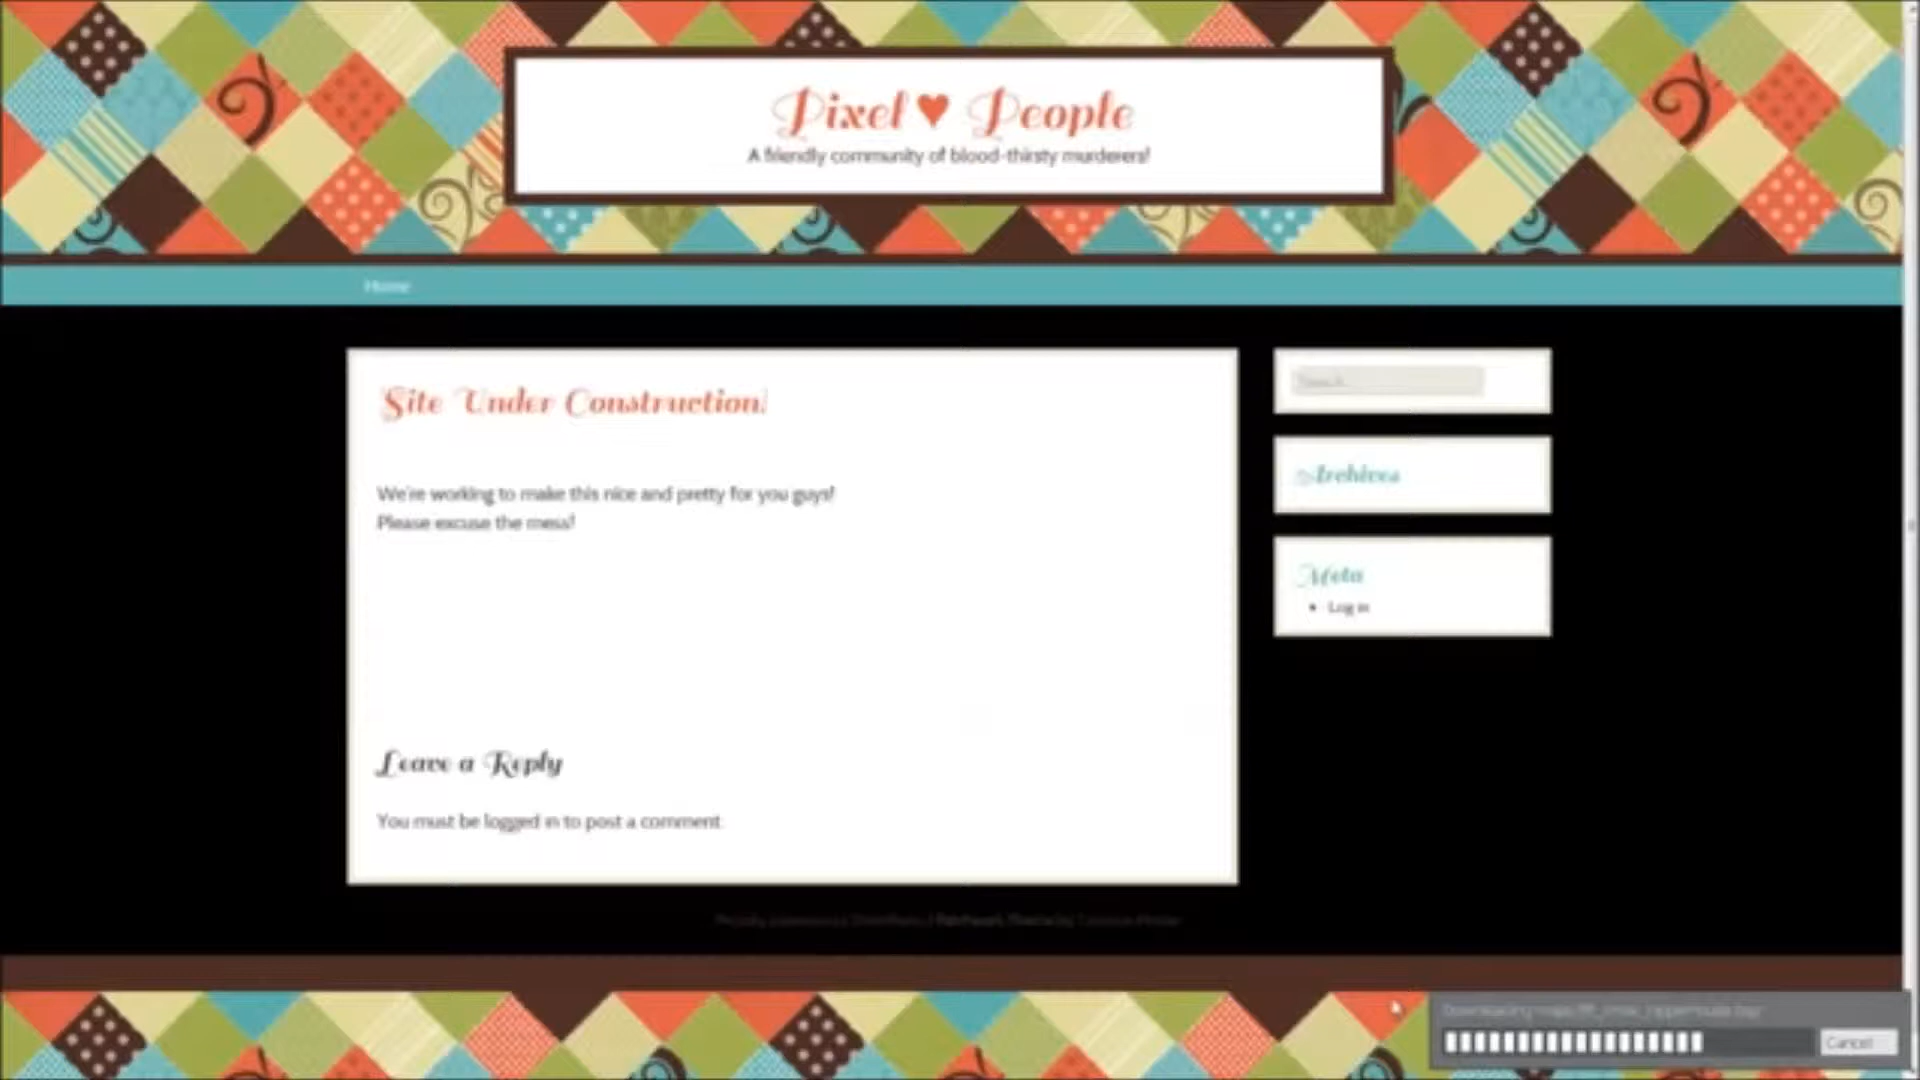 Pixel ♥ People
A friendly community of blood-thirsty murderers!
Home
Site Under Construction!
We're working to make this nice and pretty for you guys!
Please excuse the mess!
Leave a Reply
You must be logged in to post a comment.
Search
Archives
Meta
Log in
Downloading
Cancel